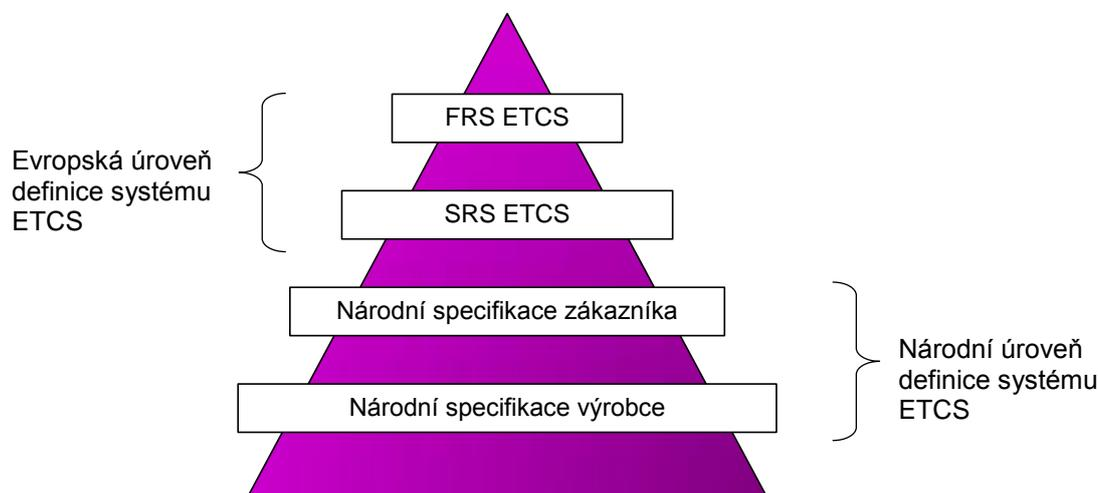 FRS ETCS
Evropská úroveň
definice systému
ETCS
SRS ETCS
Národní specifikace zákazníka
Národní úroveň
definice systému
ETCS
Národní specifikace výrobce